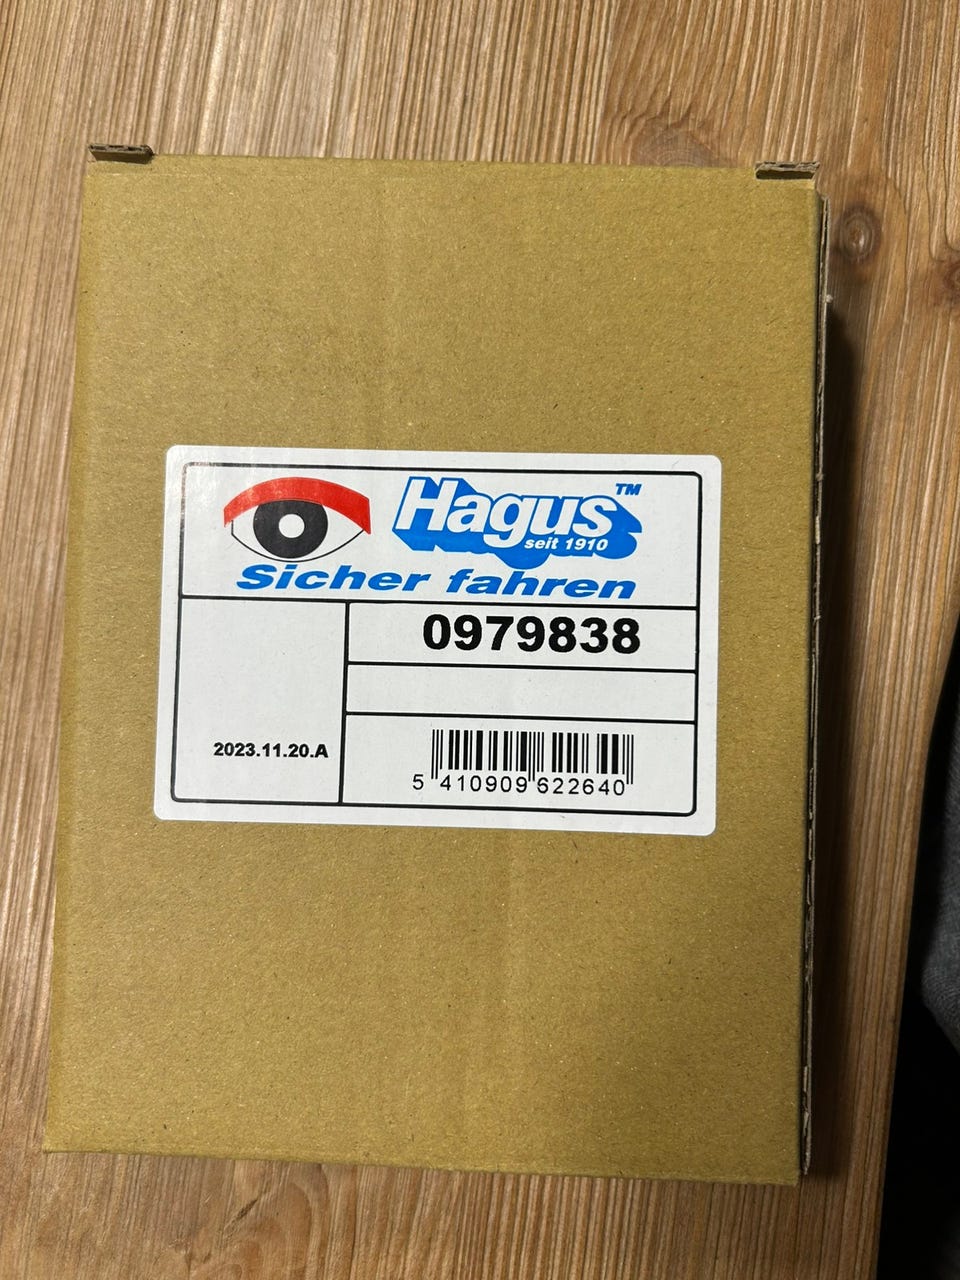 Hagus™
seit 1910
Sicher fahren
0979838
2023.11.20.A
5 410909 622640